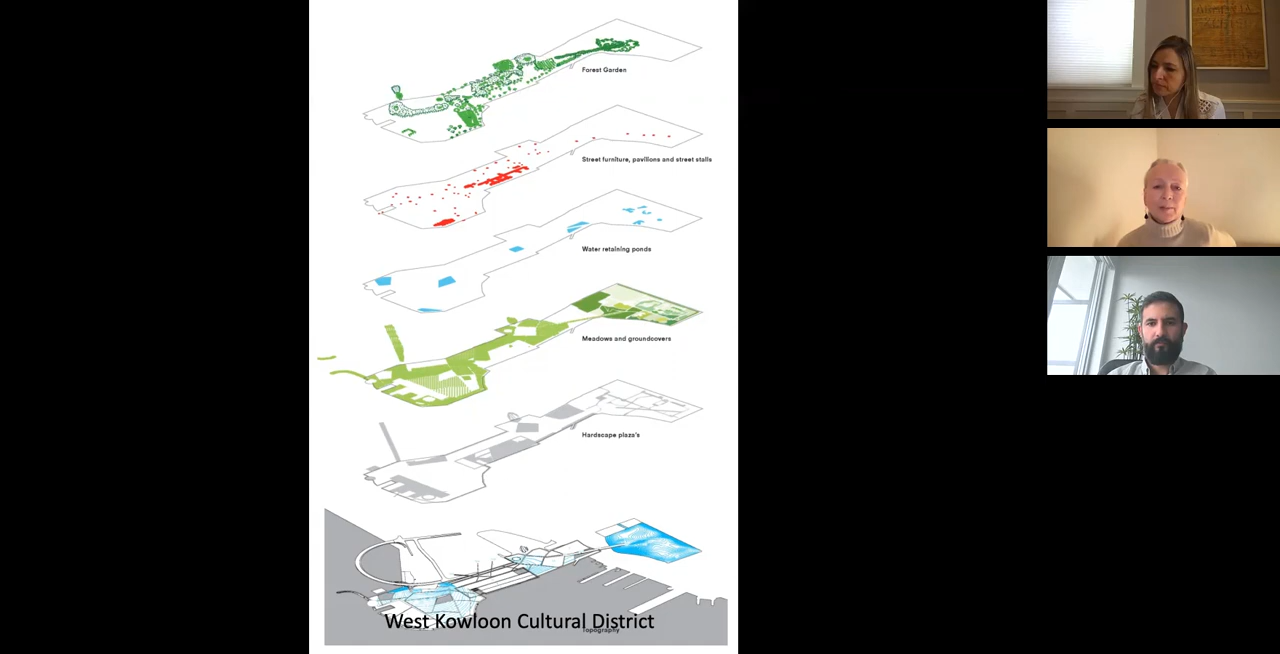 Forest Garden
Street furniture, pavilions and street stalls
Water retaining ponds
Meadows and groundcovers
Hardscape plaza's
West Kowloon Cultural District
Topography